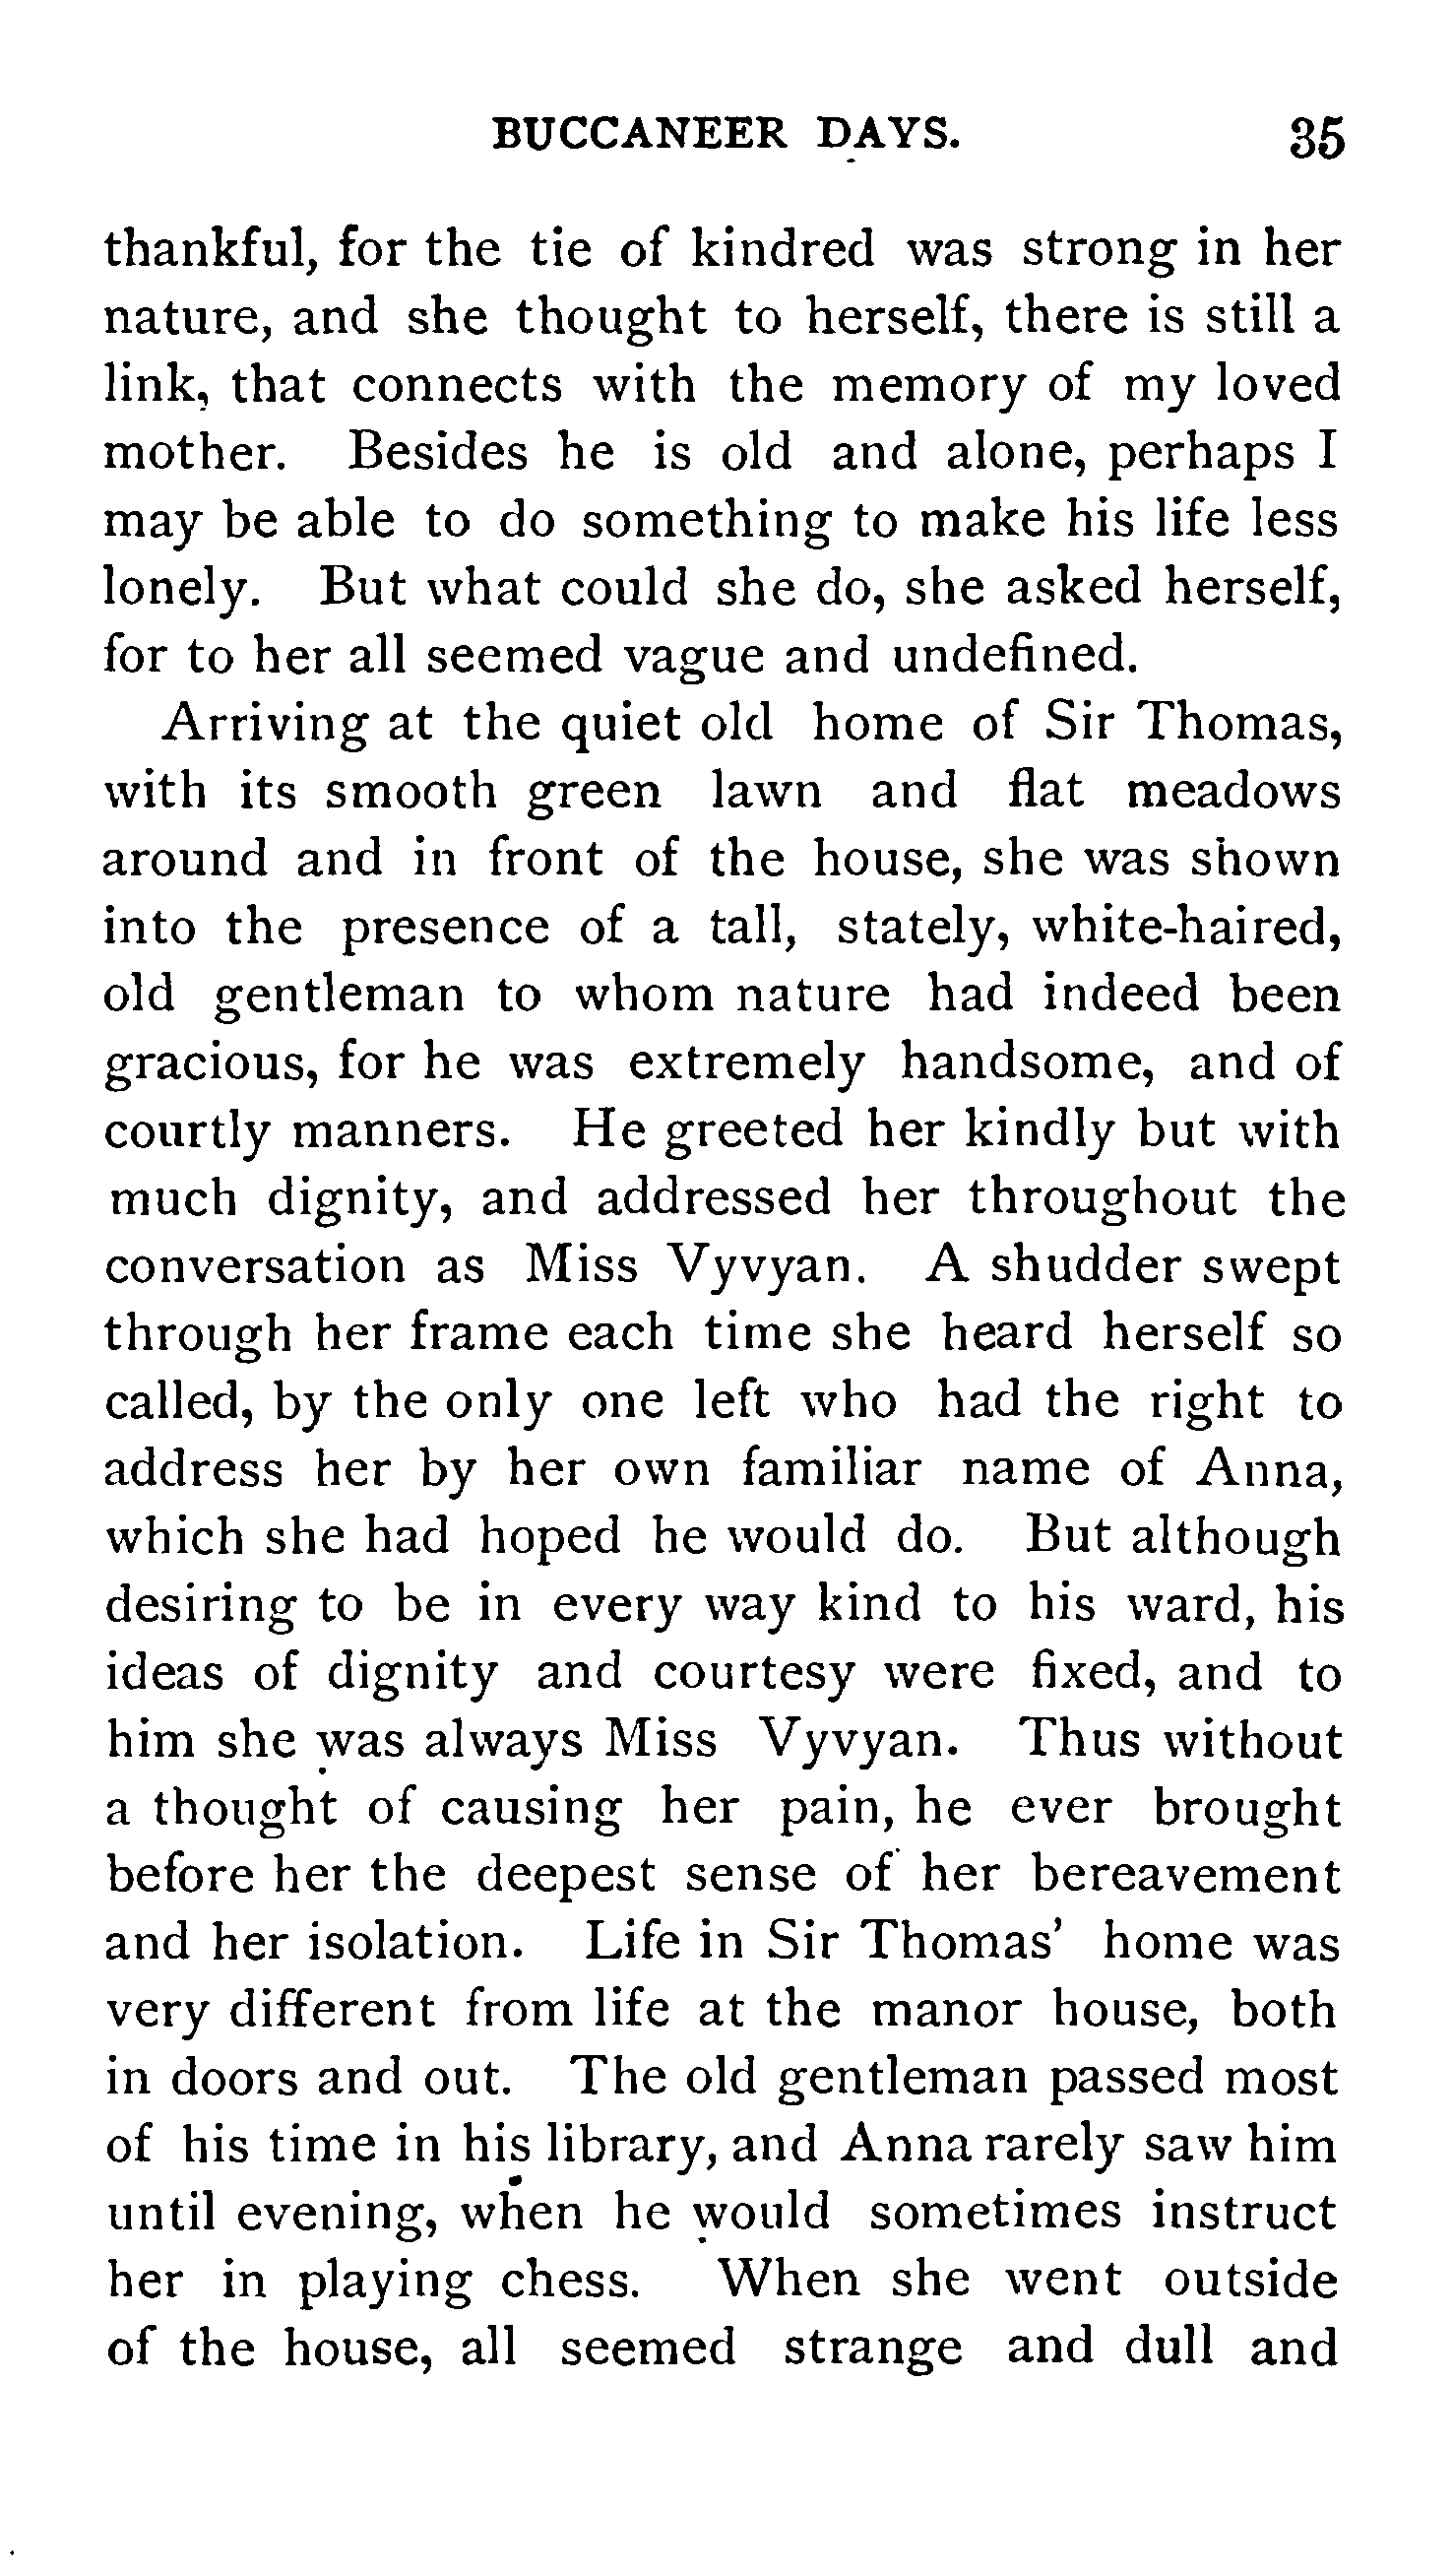 BUCCANEER DAYS. 35
thankful, for the tie of kindred was strong in her
nature, and she thought to herself, there is still a
link, that connects with the memory of my loved
mother. Besides he is old and alone, perhaps I
may be able to do something to make his life less
lonely. But what could she do, she asked herself,
for to her all seemed vague and undefined.
Arriving at the quiet old home of Sir Thomas,
with its smooth green lawn and flat meadows
around and in front of the house, she was shown
into the presence of a tall, stately, white-haired,
old gentleman to whom nature had indeed been
gracious, for he was extremely handsome, and of
courtly manners. He greeted her kindly but with
much dignity, and addressed her throughout the
conversation as Miss Vyvyan. A shudder swept
through her frame each time she heard herself so
called, by the only one left who had the right to
address her by her own familiar name of Anna,
which she had hoped he would do. But although
desiring to be in every way kind to his ward, his
ideas of dignity and courtesy were fixed, and to
him she was always Miss Vyvyan. Thus without
a thought of causing her pain, he ever brought
before her the deepest sense of her bereavement
and her isolation. Life in Sir Thomas' home was
very different from life at the manor house, both
in doors and out. The old gentleman passed most
of his time in his library, and Anna rarely saw him
until evening, when he would sometimes instruct
her in playing chess. When she went outside
of the house, all seemed strange and dull and